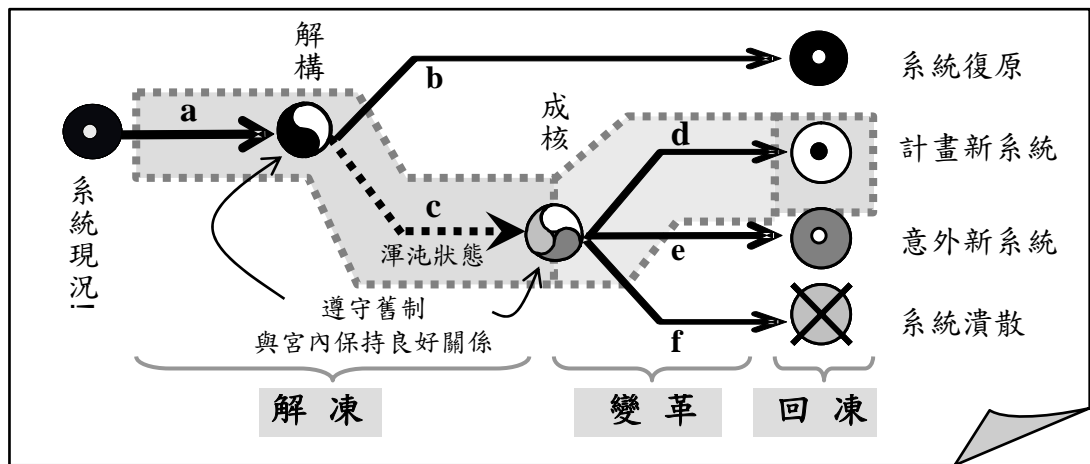 解構
b
系統復原
成核
a
d
計畫新系統
系統現況
c
渾沌狀態
e
意外新系統
遵守舊制
與宮內保持良好關係
f
系統潰散
解凍
變革
回凍